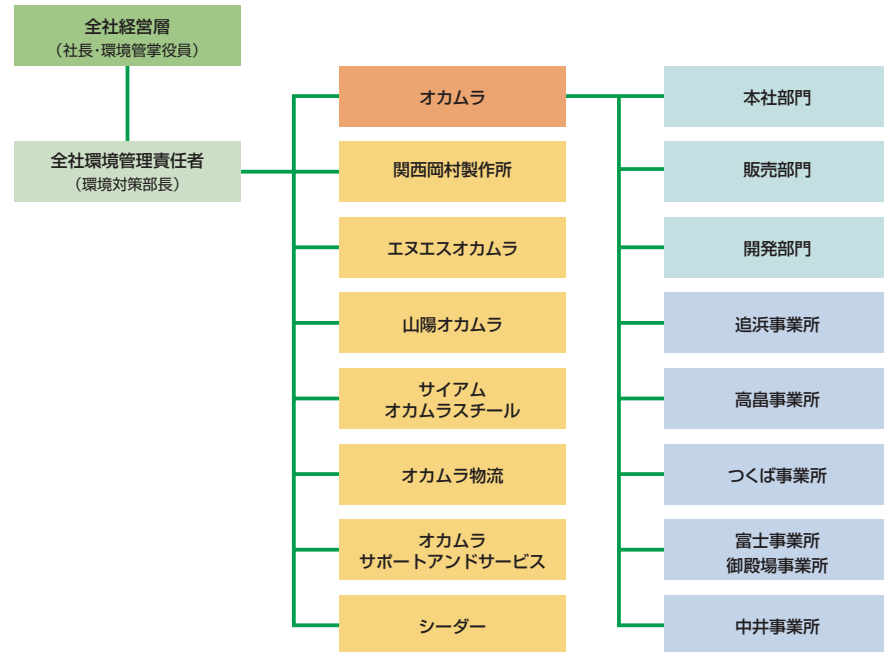 全社経営層
（社長・環境管掌役員）
全社環境管理責任者
（環境対策部長）
オカムラ
関西岡村製作所
エヌエスオカムラ
山陽オカムラ
サイアム
オカムラスチール
オカムラ物流
オカムラ
サポートアンドサービス
シーダー
本社部門
販売部門
開発部門
追浜事業所
高畠事業所
つくば事業所
富士事業所
御殿場事業所
中井事業所